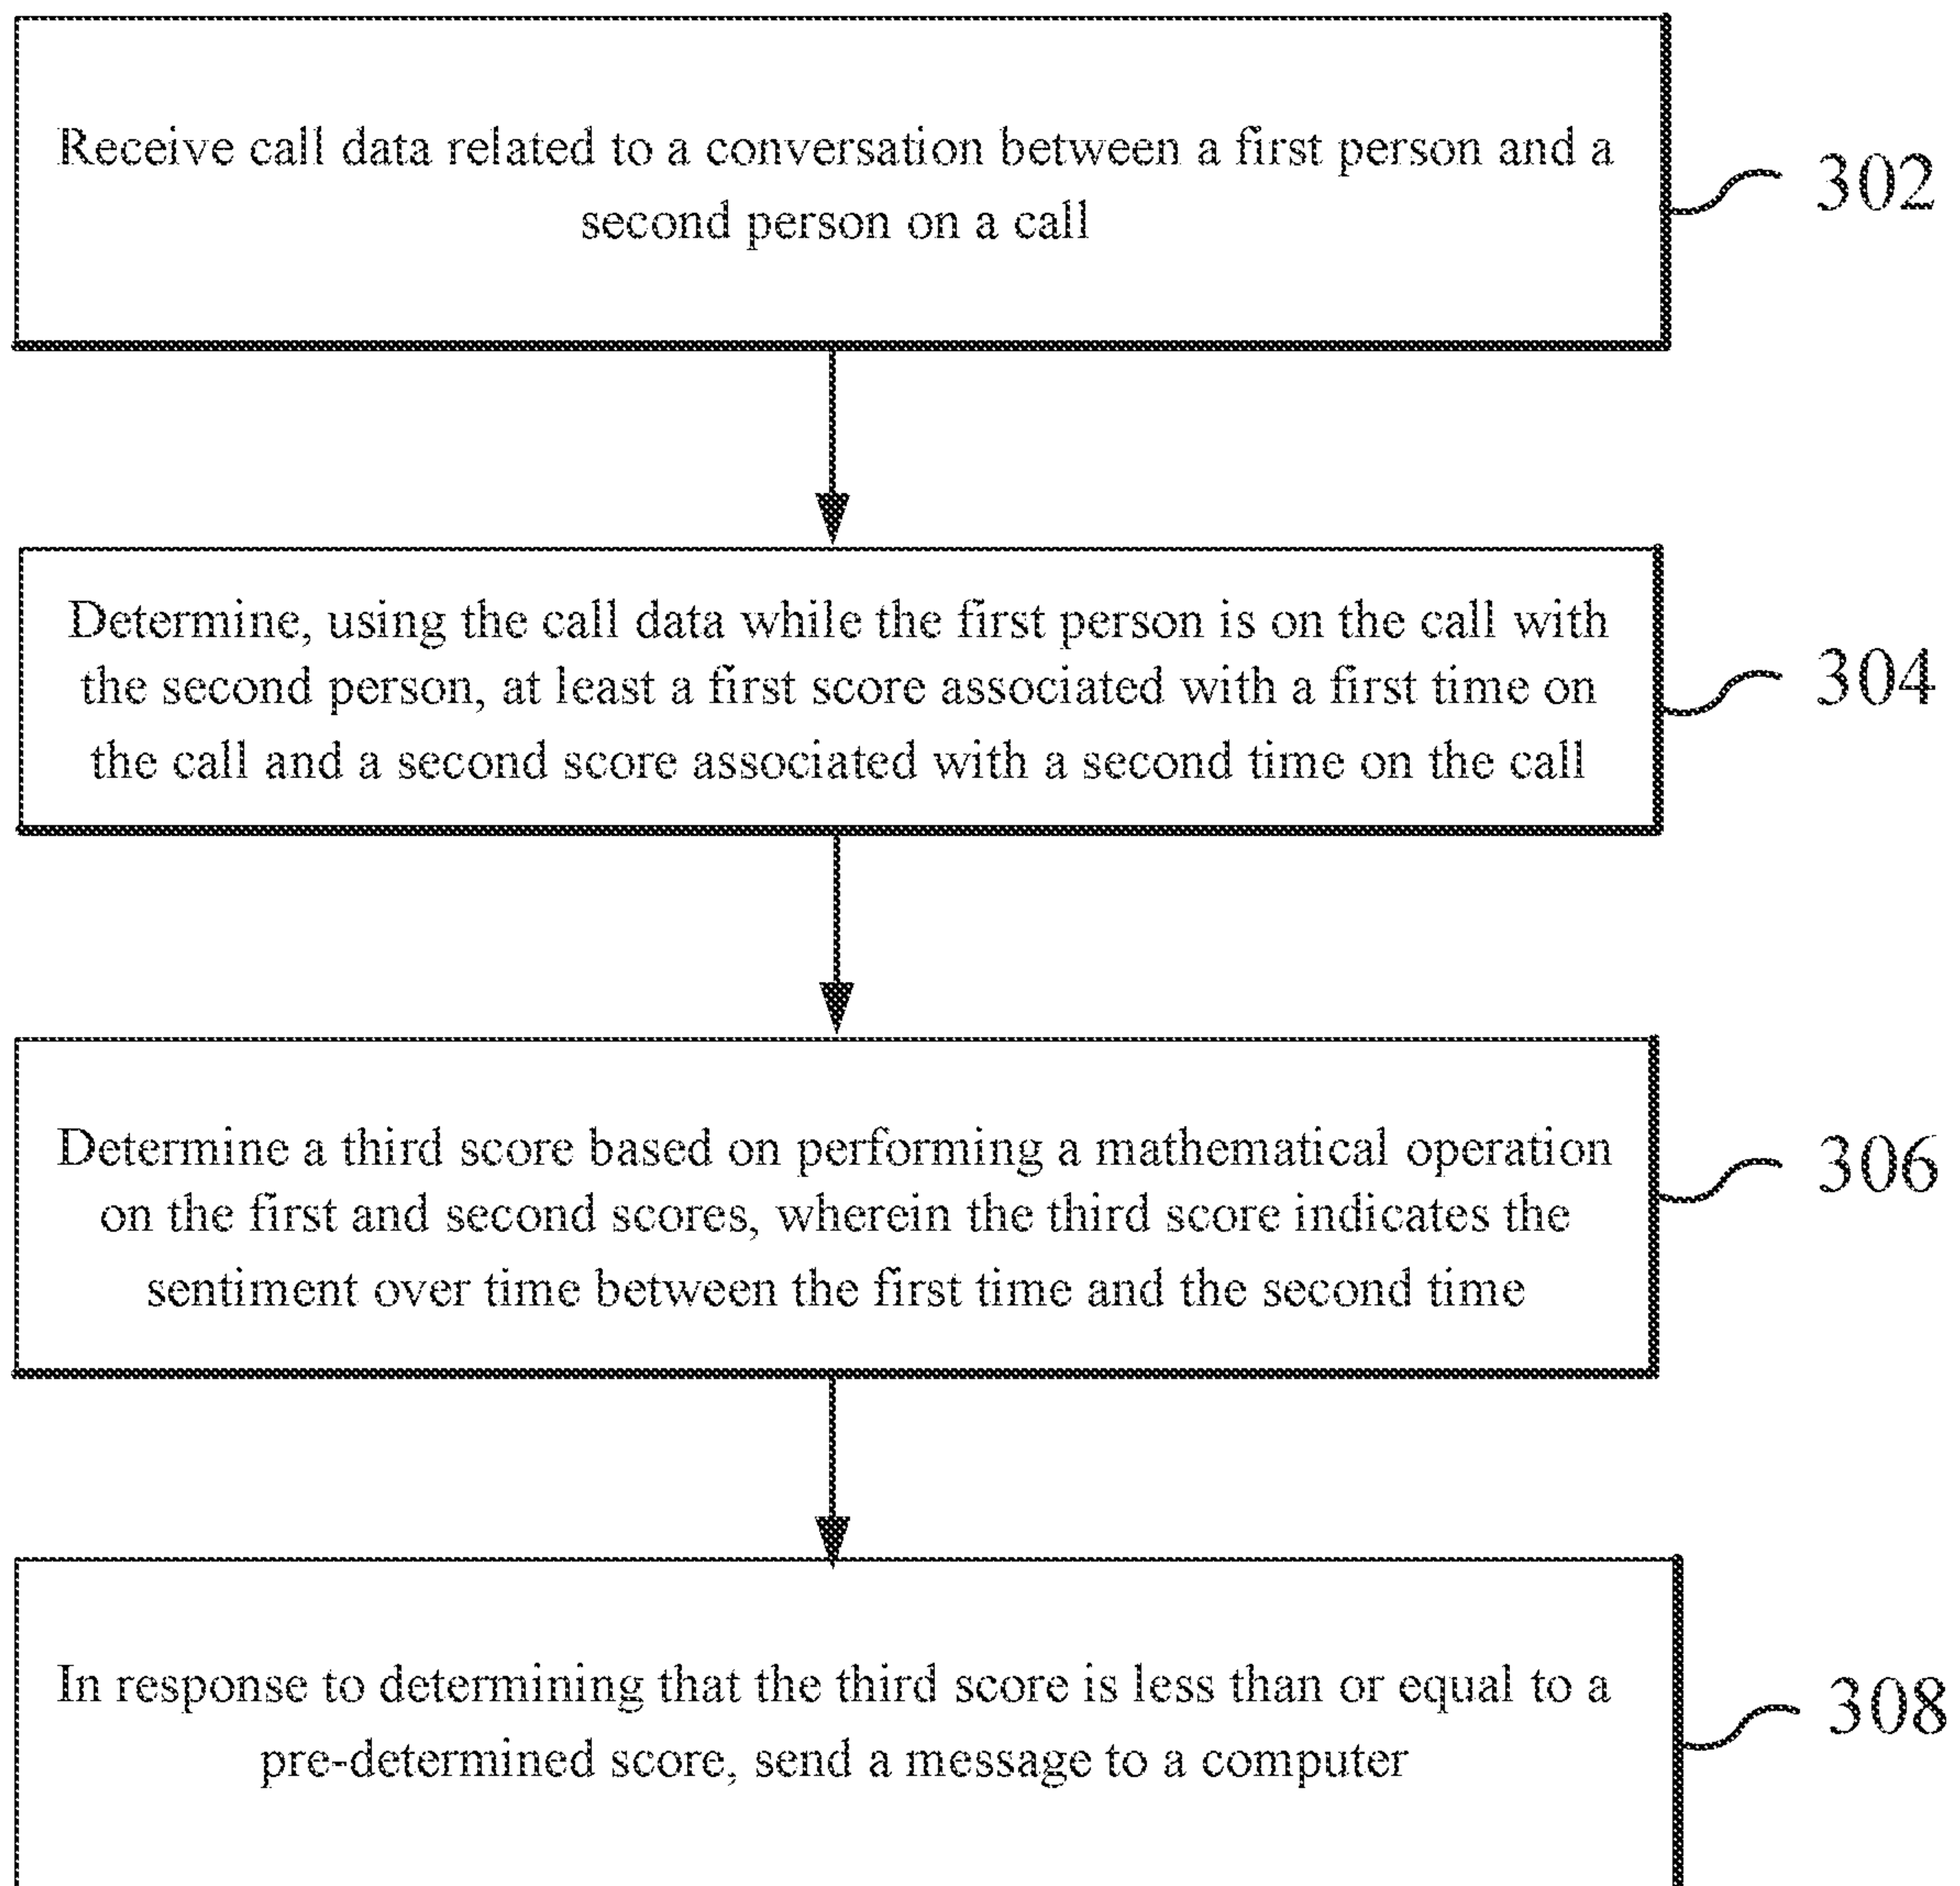 Receive call data related to a conversation between a first person and a
second person on a call
302
Determine, using the call data while the first person is on the call with
the second person, at least a first score associated with a first time on
the call and a second score associated with a second time on the call
304
Determine a third score based on performing a mathematical operation
on the first and second scores, wherein the third score indicates the
sentiment over time between the first time and the second time
306
In response to determining that the third score is less than or equal to a
pre-determined score, send a message to a computer
308